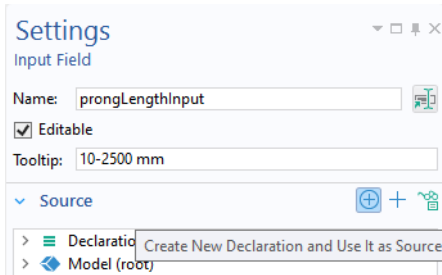 Settings
Input Field
Name: prongLengthInput
Editable
Tooltip: 10-2500 mm
Source
Declaratio
Create New Declaration and Use It as Source
Model (root)